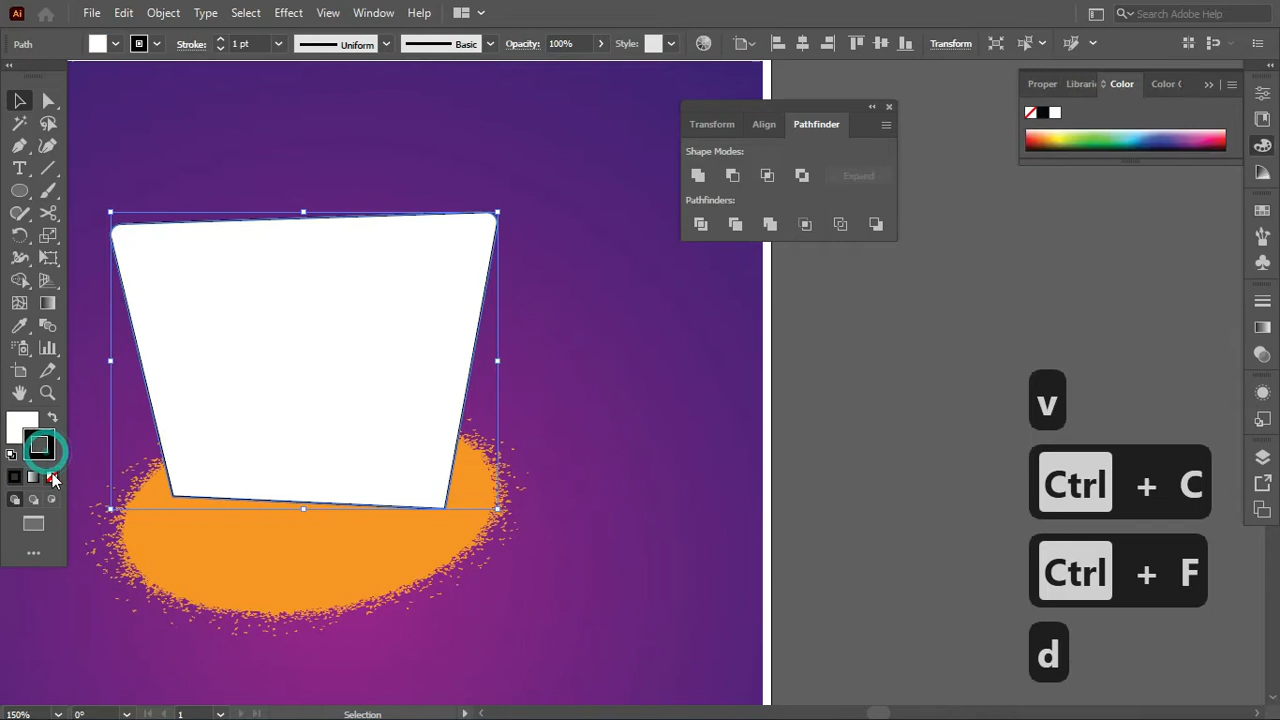 Ai File Edit Object Type Select Effect View Window Help Search Adobe Help
Path Stroke: 1 pt Uniform Basic Opacity: 100% Style: Transform
Proper Librari Color Color
Transform Align Pathfinder
Shape Modes:
Expand
Pathfinders:
v
Ctrl + C
Ctrl + F
d
150% 0° 1 Selection